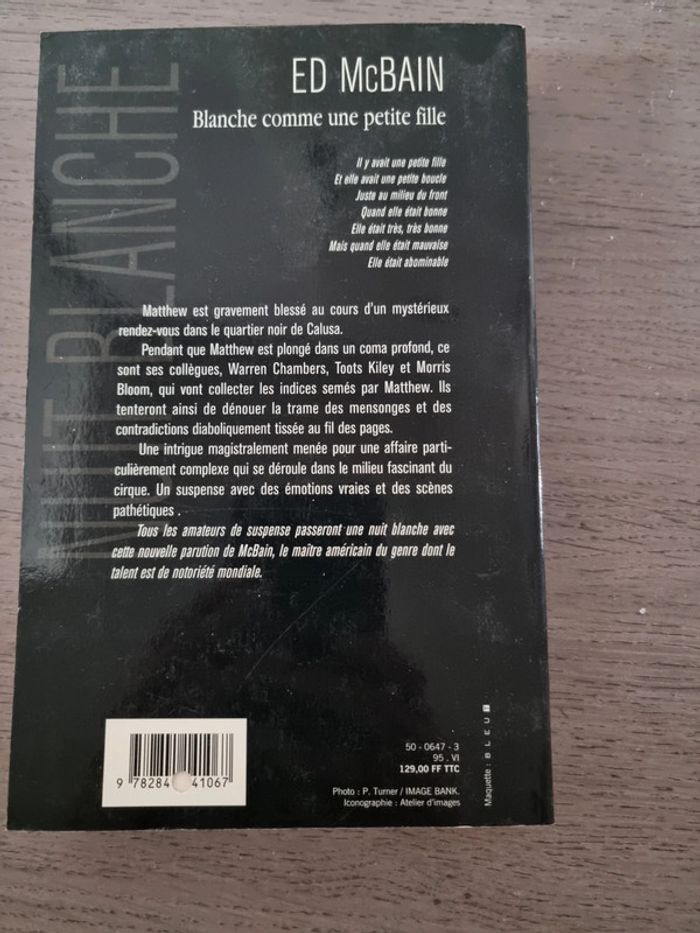 NUIT BLANCHE
ED McBAIN
Blanche comme une petite fille
Il y avait une petite fille
Et elle avait une petite boucle
Juste au milieu du front
Quand elle était bonne
Elle était très, très bonne
Mais quand elle était mauvaise
Elle était abominable
Matthew est gravement blessé au cours d'un mystérieux
rendez-vous dans le quartier noir de Calusa.
Pendant que Matthew est plongé dans un coma profond, ce
sont ses collègues, Warren Chambers, Toots Kiley et Morris
Bloom, qui vont collecter les indices semés par Matthew. Ils
tenteront ainsi de dénouer la trame des mensonges et des
contradictions diaboliquement tissée au fil des pages.
Une intrigue magistralement menée pour une affaire parti-
culièrement complexe qui se déroule dans le milieu fascinant du
cirque. Un suspense avec des émotions vraies et des scènes
pathétiques .
Tous les amateurs de suspense passeront une nuit blanche avec
cette nouvelle parution de McBain, le maître américain du genre dont le
talent est de notoriété mondiale.
9 78284 41067
50 - 0647 - 3
95 . VI
129,00 FF TTC
Photo : P. Turner / IMAGE BANK.
Iconographie : Atelier d'images
Maquette : BLEU T